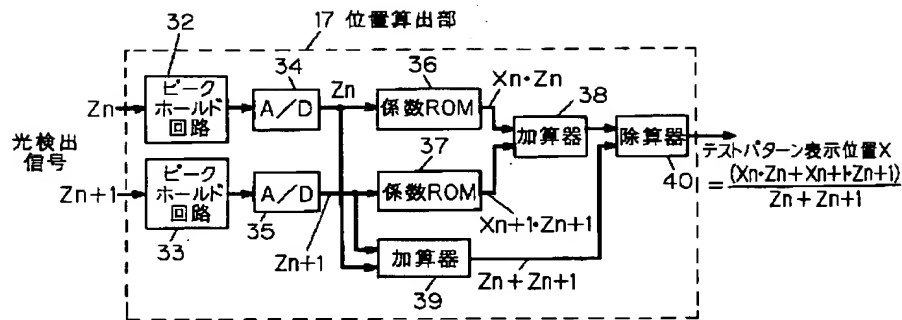 17 位置算出部
32
34
36
38
Zn
ピーク
ホールド
回路
A/D
Zn
係数ROM
Xn・Zn
加算器
除算器
光検出
信号
37
40
テストパターン表示位置X
= (Xn・Zn+Xn+1・Zn+1)
Zn+Zn+1
Zn+1
ピーク
ホールド
回路
A/D
係数ROM
33
35
Zn+1
Xn+1・Zn+1
加算器
39
Zn+Zn+1